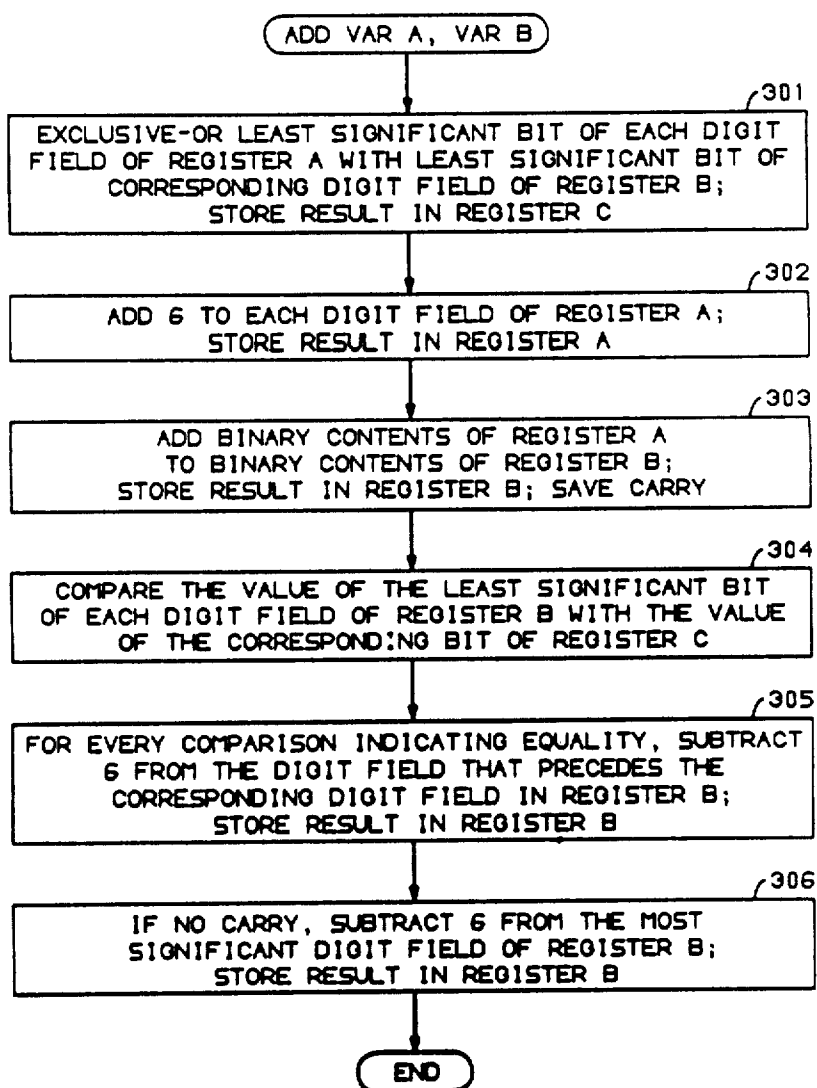 ADD VAR A, VAR B
301
EXCLUSIVE-OR LEAST SIGNIFICANT BIT OF EACH DIGIT
FIELD OF REGISTER A WITH LEAST SIGNIFICANT BIT OF
CORRESPONDING DIGIT FIELD OF REGISTER B;
STORE RESULT IN REGISTER C
302
ADD 6 TO EACH DIGIT FIELD OF REGISTER A;
STORE RESULT IN REGISTER A
303
ADD BINARY CONTENTS OF REGISTER A
TO BINARY CONTENTS OF REGISTER B;
STORE RESULT IN REGISTER B; SAVE CARRY
304
COMPARE THE VALUE OF THE LEAST SIGNIFICANT BIT
OF EACH DIGIT FIELD OF REGISTER B WITH THE VALUE
OF THE CORRESPONDING BIT OF REGISTER C
305
FOR EVERY COMPARISON INDICATING EQUALITY, SUBTRACT
6 FROM THE DIGIT FIELD THAT PRECEDES THE
CORRESPONDING DIGIT FIELD IN REGISTER B;
STORE RESULT IN REGISTER B
306
IF NO CARRY, SUBTRACT 6 FROM THE MOST
SIGNIFICANT DIGIT FIELD OF REGISTER B;
STORE RESULT IN REGISTER B
END